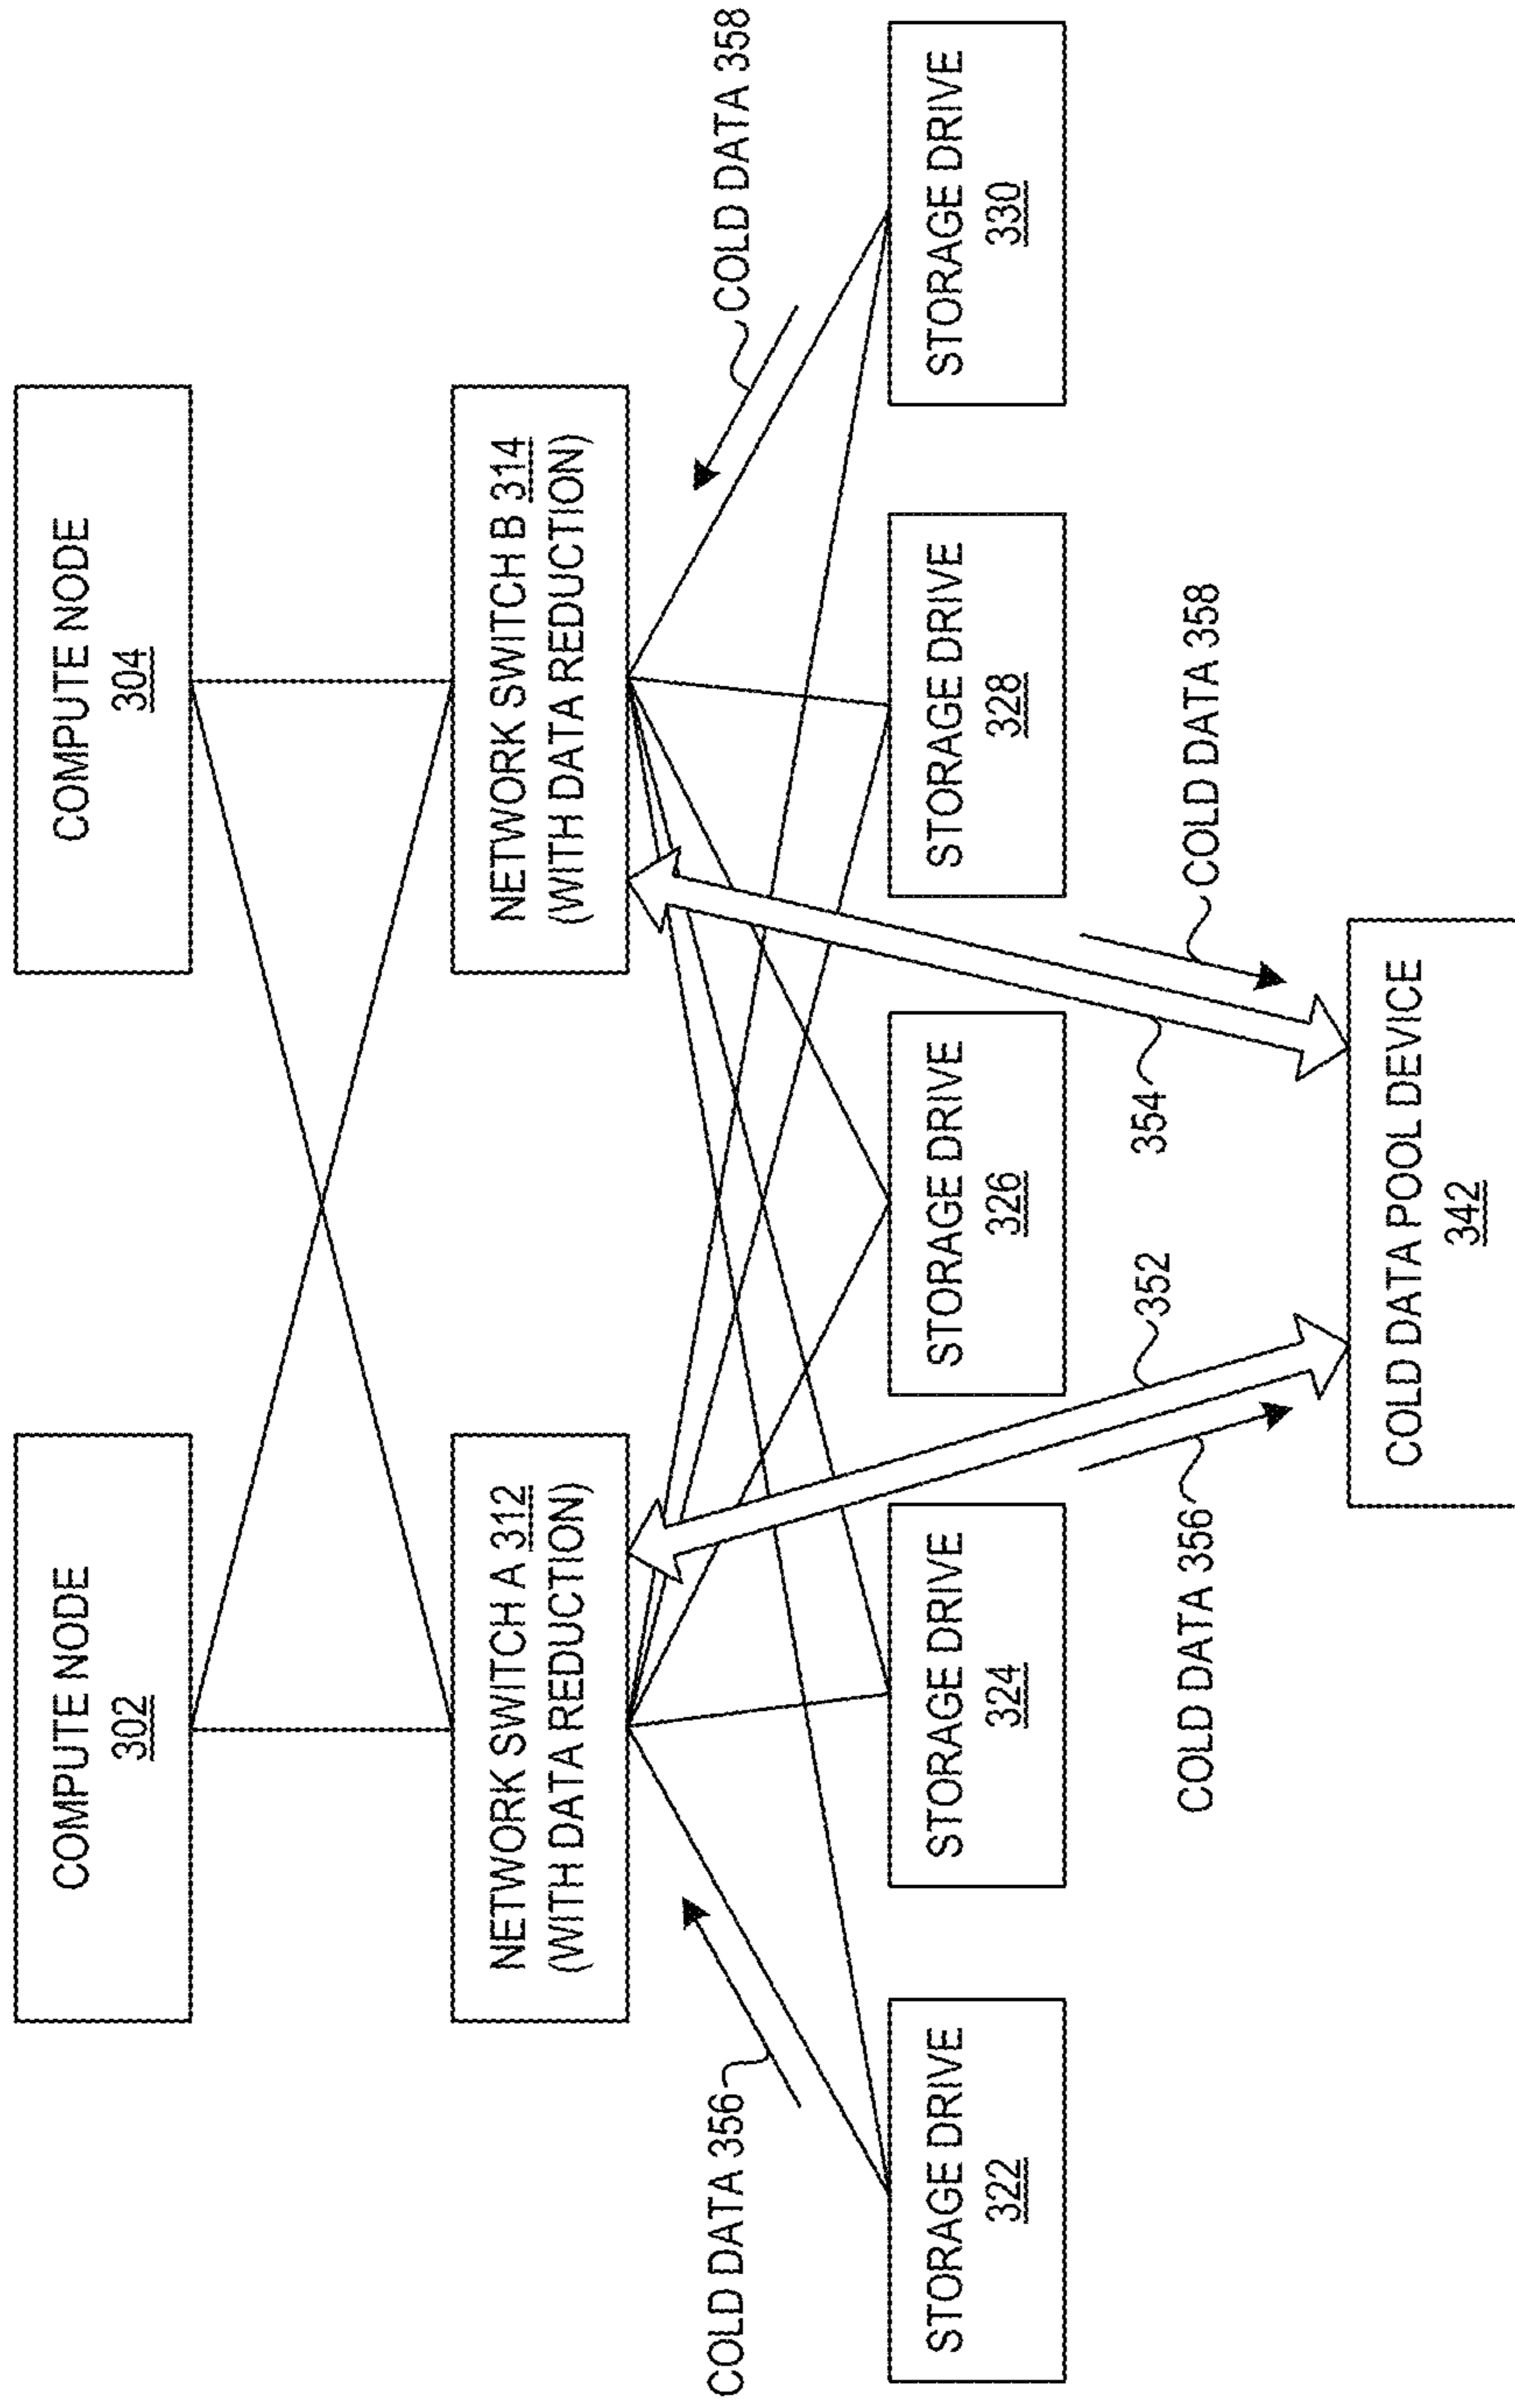 COMPUTE NODE
302
COMPUTE NODE
304
NETWORK SWITCH A 312
(WITH DATA REDUCTION)
NETWORK SWITCH B 314
(WITH DATA REDUCTION)
COLD DATA 356
COLD DATA 358
STORAGE DRIVE
322
STORAGE DRIVE
324
STORAGE DRIVE
326
STORAGE DRIVE
328
STORAGE DRIVE
330
COLD DATA 356
352
354
COLD DATA 358
COLD DATA POOL DEVICE
342